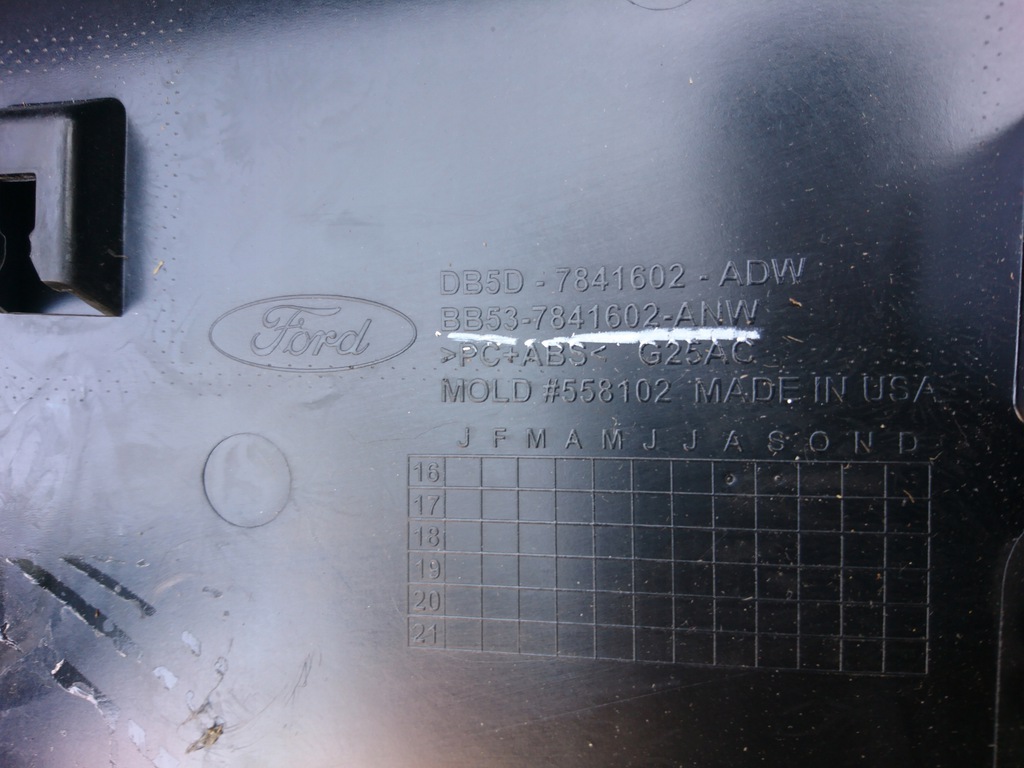 DB5D - 7841602 - ADW
BB53-7841602-ANW
Ford
>PC+ABS< G25AC
MOLD #558102 MADE IN USA
J F M A M J J A S O N D
16
17
18
19
20
21